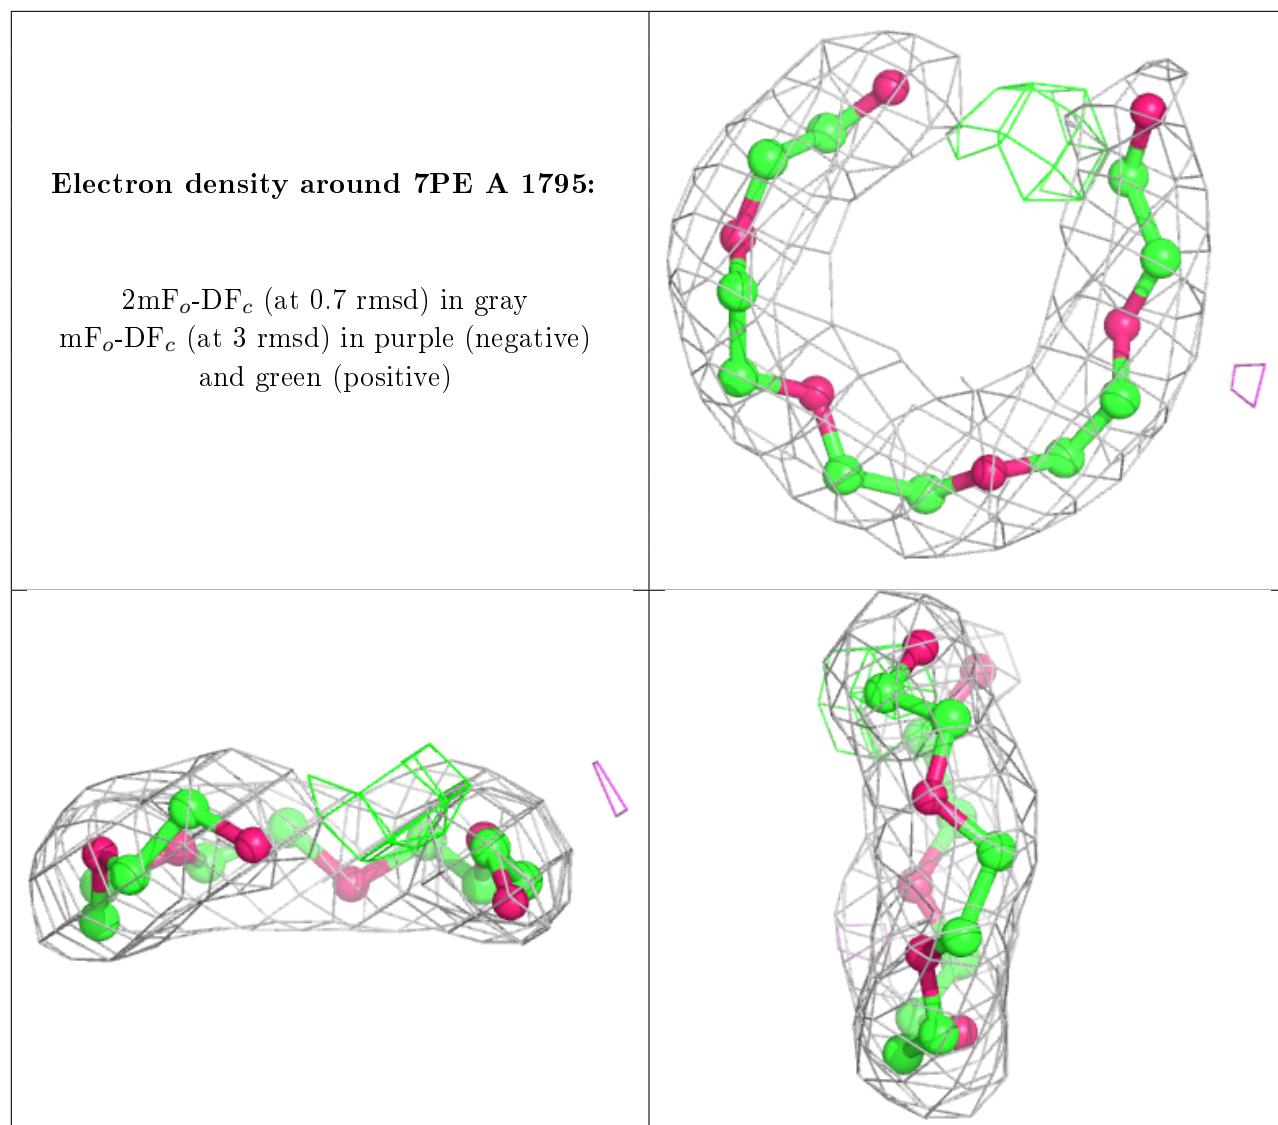 Electron density around 7PE A 1795:
2mFₒ-DF𝒸 (at 0.7 rmsd) in gray
mFₒ-DF𝒸 (at 3 rmsd) in purple (negative)
and green (positive)